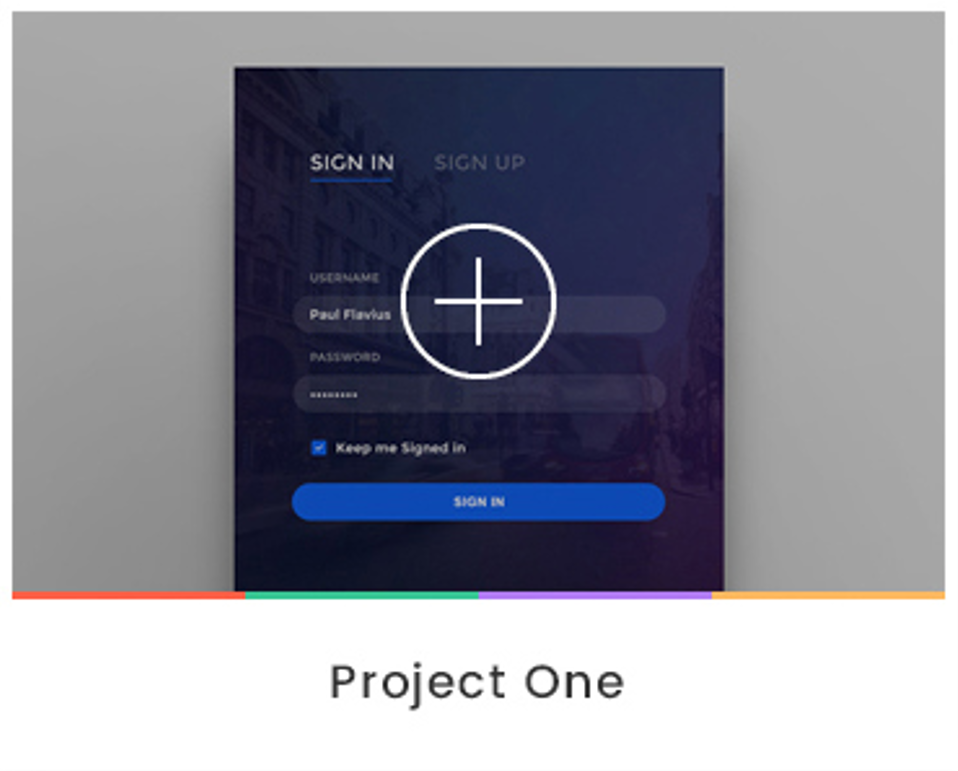 SIGN IN SIGN UP
USERNAME
Paul Flavius
PASSWORD
Keep me Signed in
SIGN IN
Project One